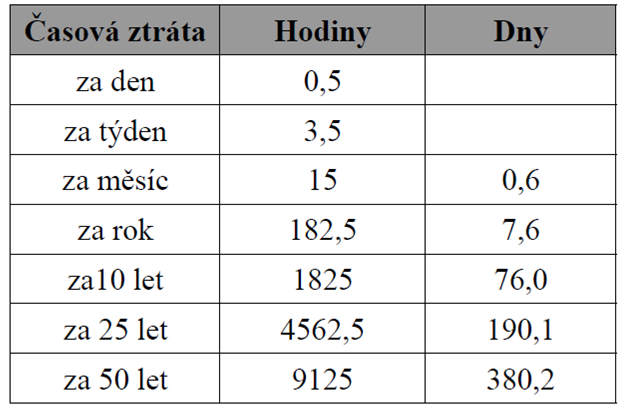 Časová ztráta Hodiny Dny
za den 0,5
za týden 3,5
za měsíc 15 0,6
za rok 182,5 7,6
za10 let 1825 76,0
za 25 let 4562,5 190,1
za 50 let 9125 380,2